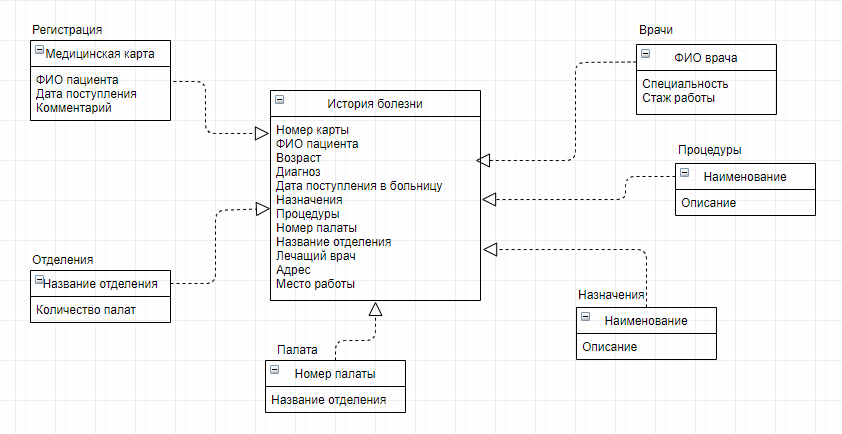 Регистрация
Медицинская карта
ФИО пациента
Дата поступления
Комментарий
Врачи
ФИО врача
Специальность
Стаж работы
История болезни
Номер карты
ФИО пациента
Возраст
Диагноз
Дата поступления в больницу
Назначения
Процедуры
Номер палаты
Название отделения
Лечащий врач
Адрес
Место работы
Процедуры
Наименование
Описание
Отделения
Название отделения
Количество палат
Назначения
Наименование
Описание
Палата
Номер палаты
Название отделения